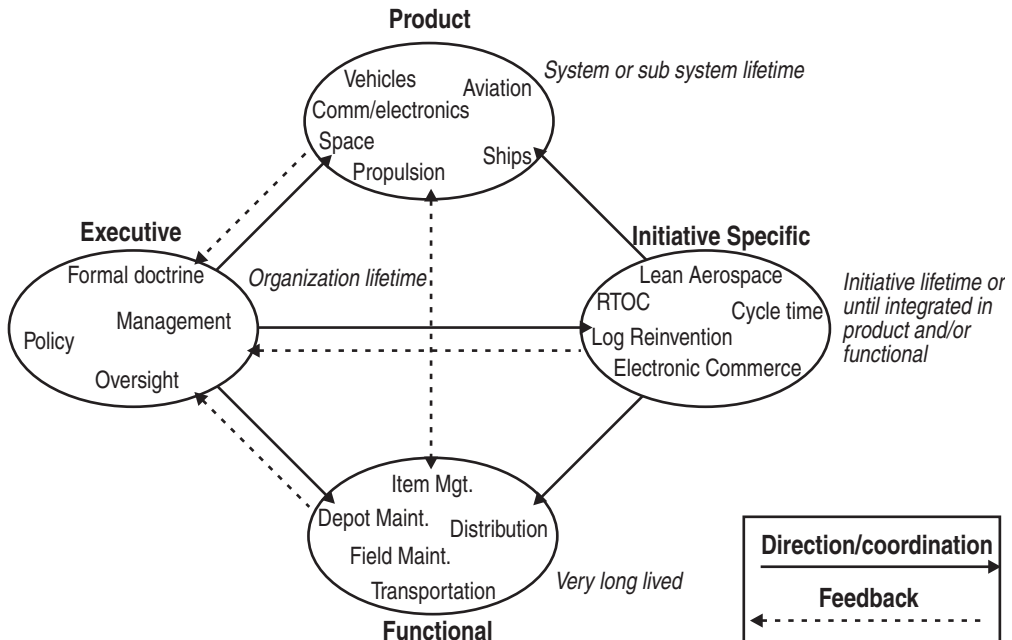 Product
Vehicles
Aviation
Comm/electronics
Space
Ships
Propulsion
System or sub system lifetime
Executive
Formal doctrine
Management
Policy
Oversight
Organization lifetime
Initiative Specific
Lean Aerospace
RTOC
Cycle time
Log Reinvention
Electronic Commerce
Initiative lifetime or
until integrated in
product and/or
functional
Item Mgt.
Depot Maint.
Distribution
Field Maint.
Transportation
Very long lived
Functional
Direction/coordination
Feedback